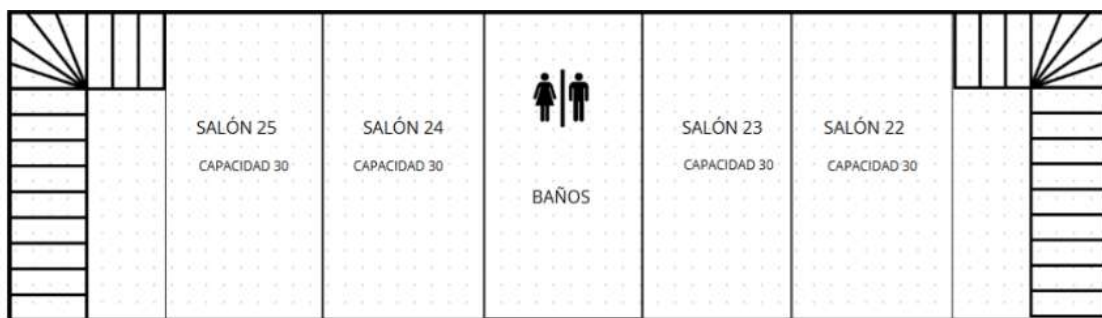 SALÓN 25
CAPACIDAD 30
SALÓN 24
CAPACIDAD 30
BAÑOS
SALÓN 23
CAPACIDAD 30
SALÓN 22
CAPACIDAD 30